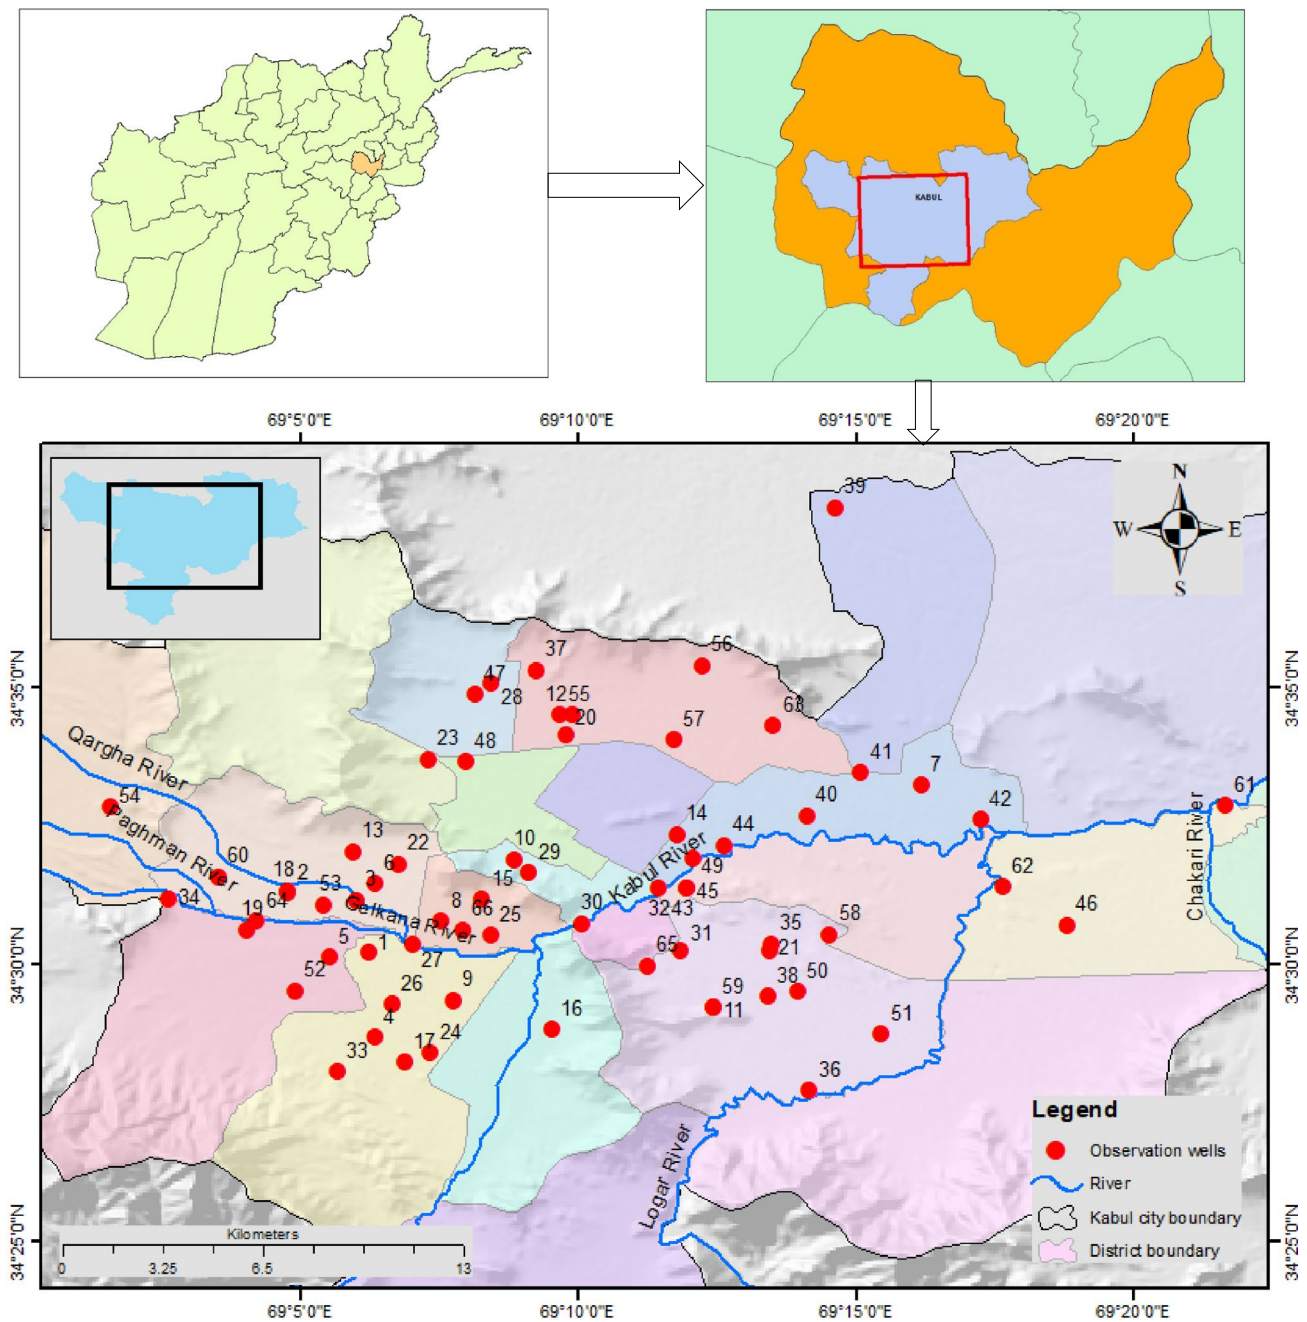 KABUL
69°5'0"E
69°10'0"E
69°15'0"E
69°20'0"E
N
W
E
S
39
56
37
47
28
12
55
20
57
63
23
48
41
7
42
61
40
14
44
49
45
Qargha River
54
Paghman River
60
13
6
22
10
29
18
2
53
3
15
34
19
64
Galkana River
8
66
25
30
Kabul River
32
43
31
65
35
21
58
62
46
Chakari River
5
1
27
52
26
9
4
17
24
33
16
59
11
38
50
51
36
Logar River
34°35'0"N
34°30'0"N
34°25'0"N
34°35'0"N
34°30'0"N
34°25'0"N
Legend
Observation wells
River
Kabul city boundary
District boundary
Kilometers
0
3.25
6.5
13
69°5'0"E
69°10'0"E
69°15'0"E
69°20'0"E